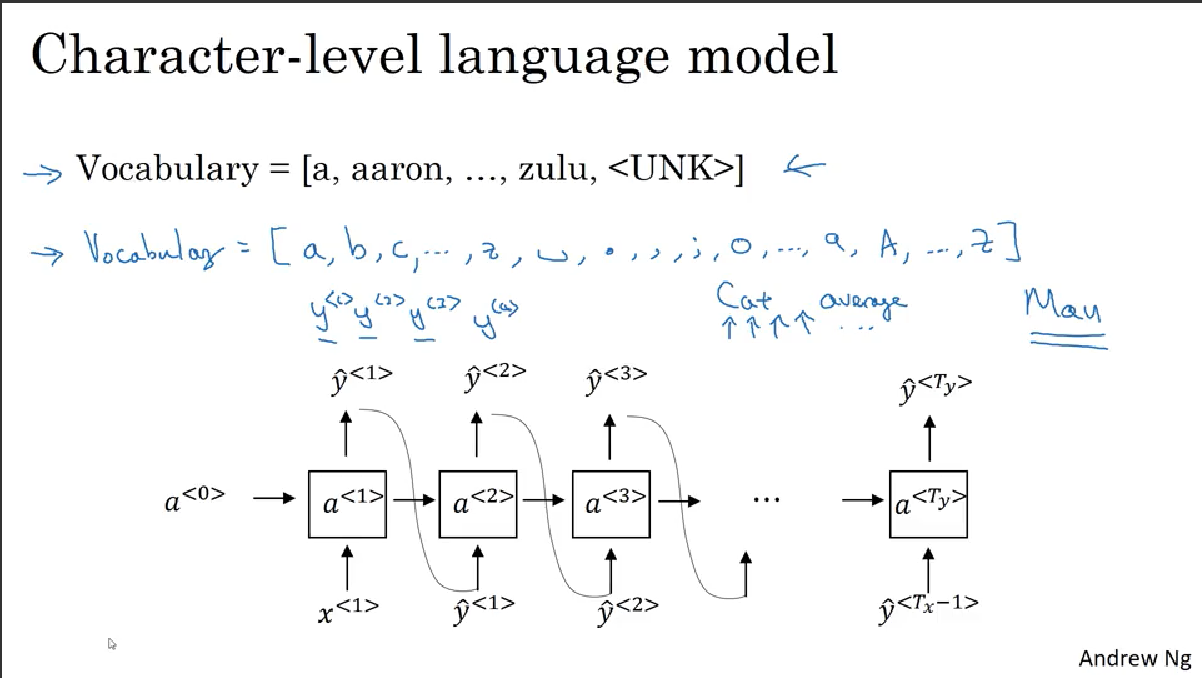 Character-level language model
→ Vocabulary = [a, aaron, …, zulu, <UNK>] ←
→ Vocabulary = [a, b, c, …, z, ␣, ., ,, ;, 0, …, 9, A, …, Z]
y<1> y<2> y<3> y<4> Cat average Mau
↑↑↑↑ ...
ŷ<1> ŷ<2> ŷ<3> ŷ<Ty>
a<0> a<1> a<2> a<3> … a<Ty>
x<1> ŷ<1> ŷ<2> ŷ<Tx−1>
Andrew Ng